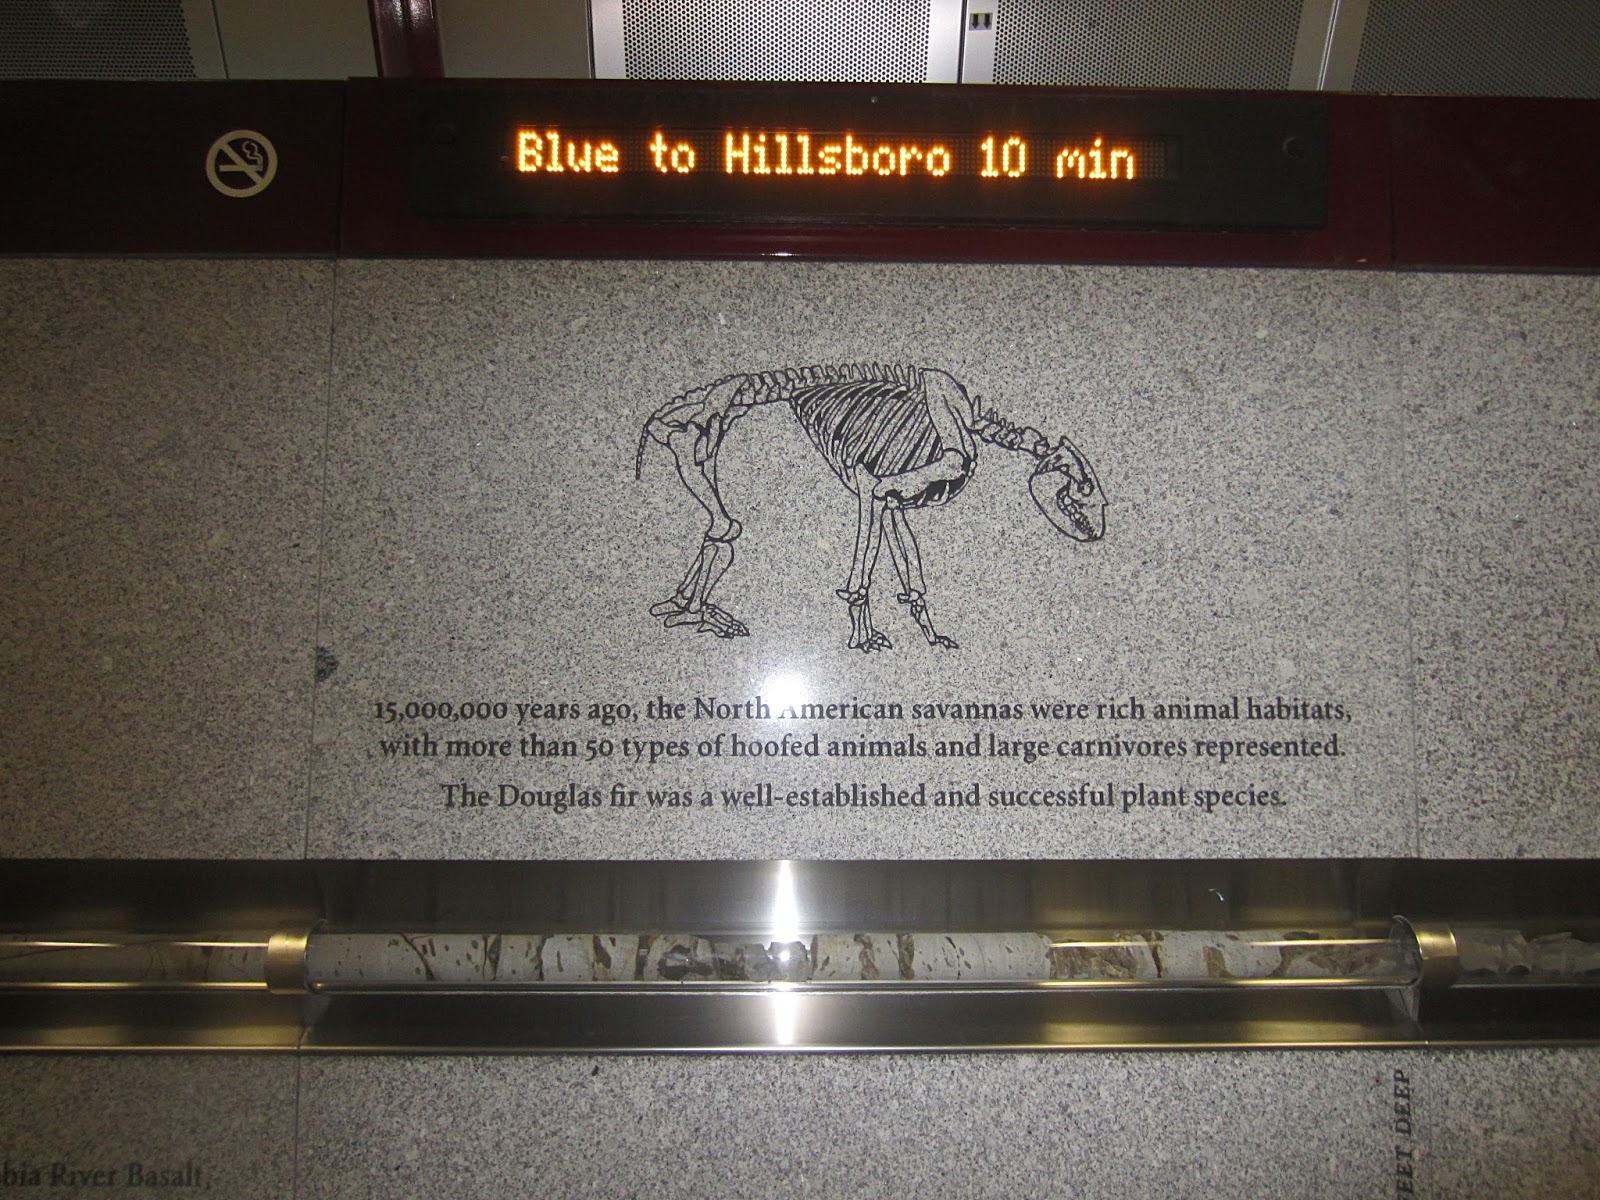 Blue to Hillsboro 10 min
15,000,000 years ago, the North American savannas were rich animal habitats,
with more than 50 types of hoofed animals and large carnivores represented.
The Douglas fir was a well-established and successful plant species.
EET DEEP
bia River Basalt